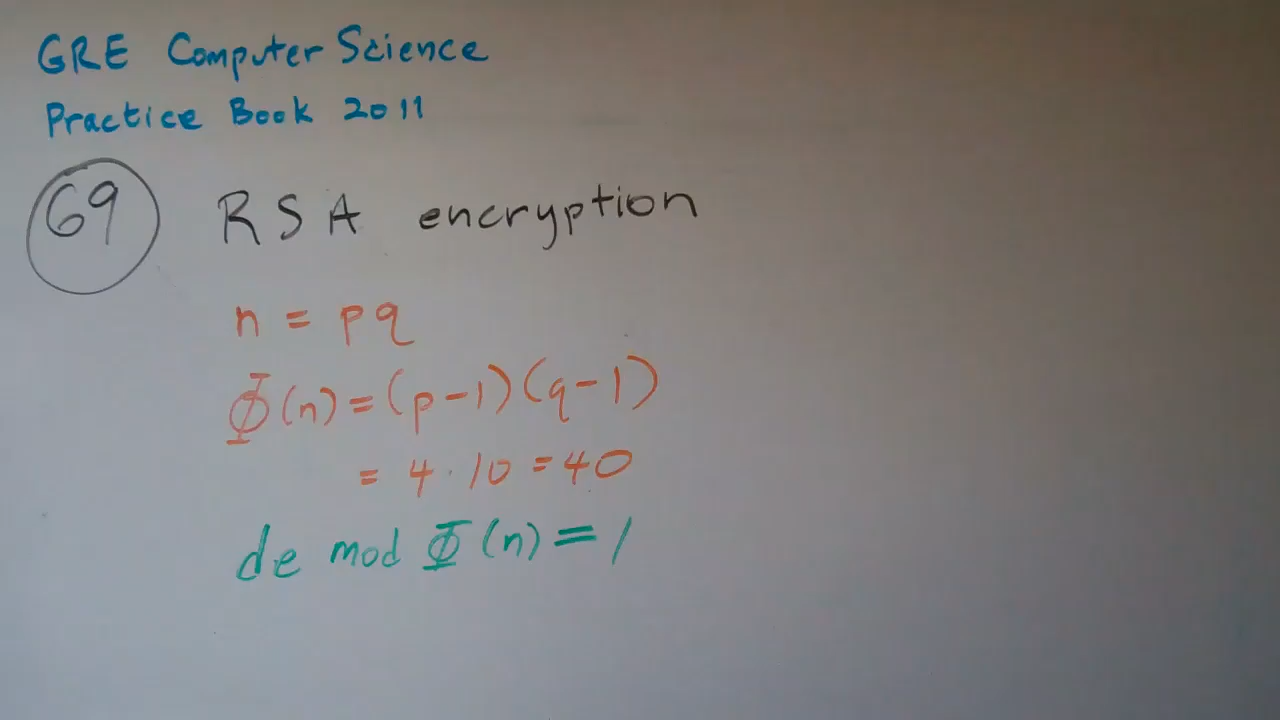 GRE Computer Science
Practice Book 2011
69 RSA encryption
n = pq
Φ(n) = (p-1)(q-1)
= 4 · 10 = 40
de mod Φ(n) = 1